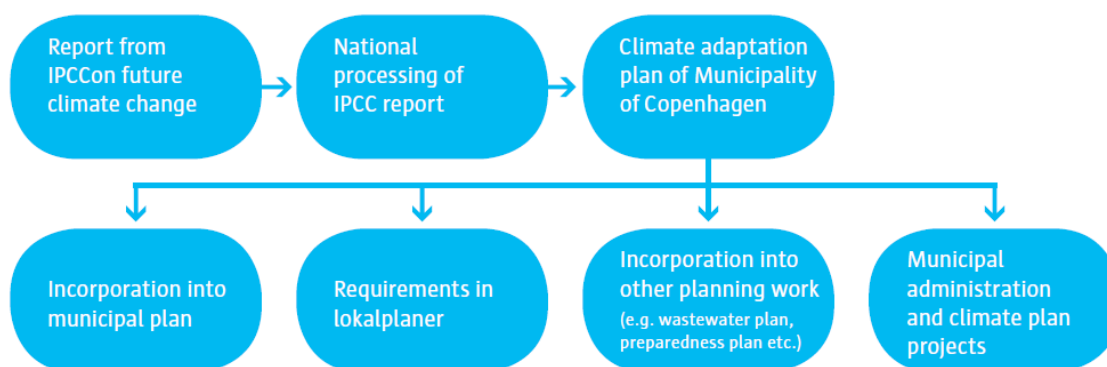 Report from
IPCCon future
climate change
National
processing of
IPCC report
Climate adaptation
plan of Municipality
of Copenhagen
Incorporation into
municipal plan
Requirements in
lokalplaner
Incorporation into
other planning work
(e.g. wastewater plan,
preparedness plan etc.)
Municipal
administration
and climate plan
projects